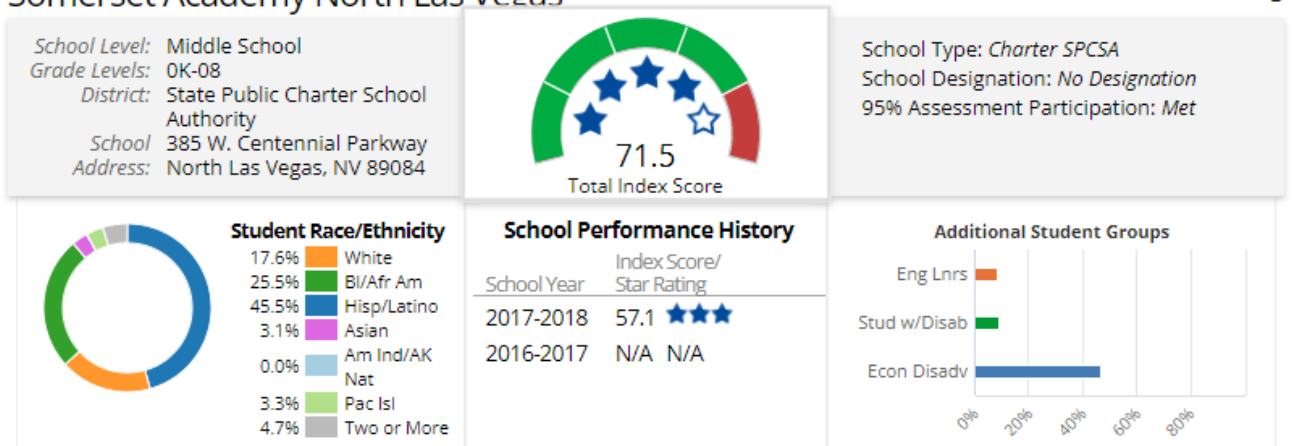 Somerset Academy North Las Vegas
School Level: Middle School
Grade Levels: 0K-08
District: State Public Charter School
Authority
School 385 W. Centennial Parkway
Address: North Las Vegas, NV 89084
71.5
Total Index Score
School Type: Charter SPCSA
School Designation: No Designation
95% Assessment Participation: Met
Student Race/Ethnicity
17.6% White
25.5% Bl/Afr Am
45.5% Hisp/Latino
3.1% Asian
0.0% Am Ind/AK
Nat
3.3% Pac Isl
4.7% Two or More
School Performance History
Index Score/
School Year Star Rating
2017-2018 57.1
2016-2017 N/A N/A
Additional Student Groups
Eng Lnrs
Stud w/Disab
Econ Disadv
0% 20% 40% 60% 80%